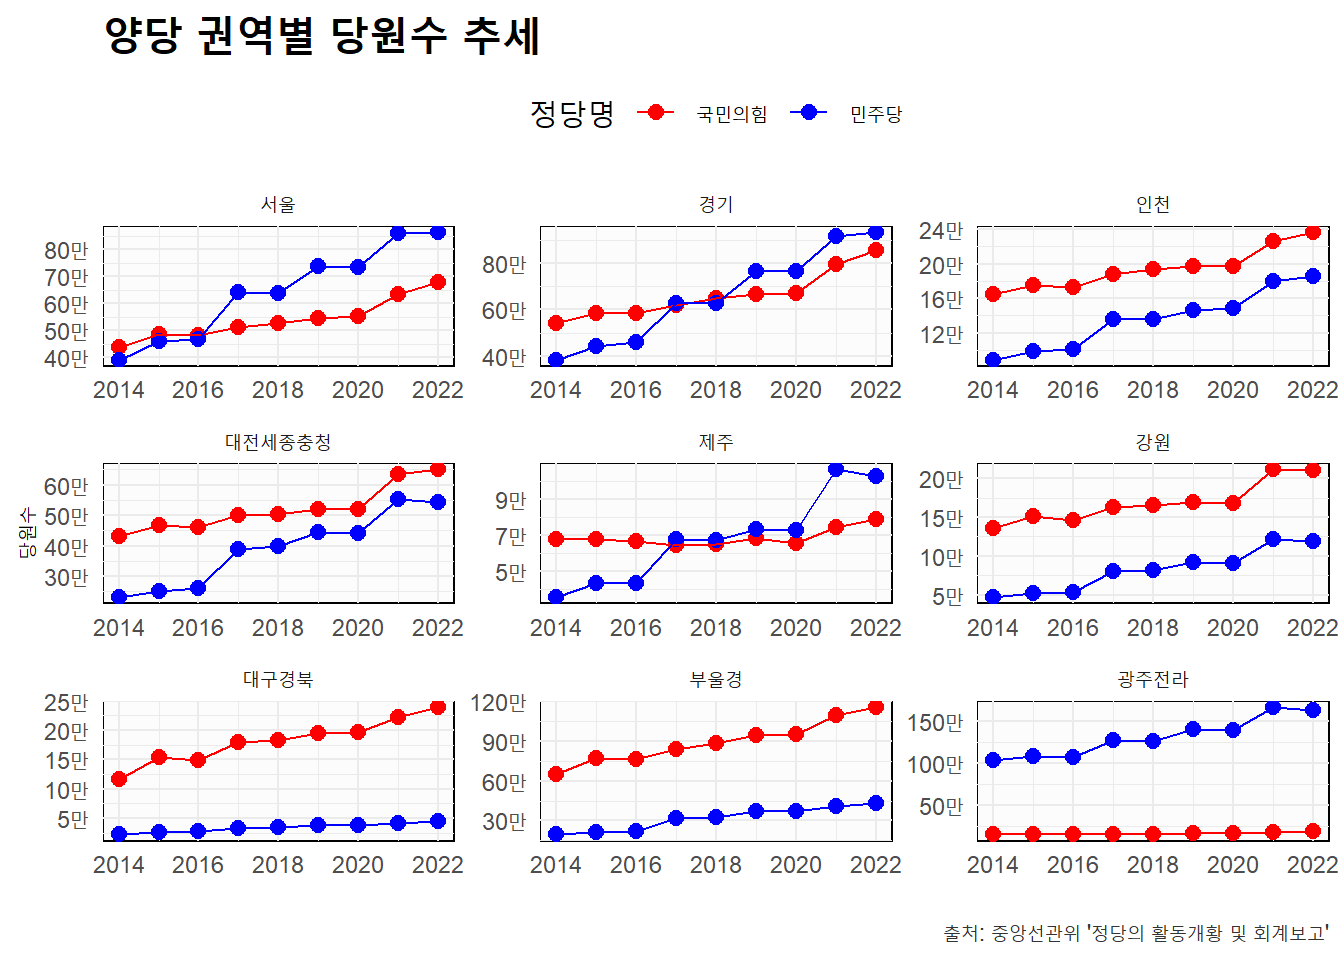 양당 권역별 당원수 추세
정당명 국민의힘 민주당
서울 경기 인천
80만 70만 60만 50만 40만
80만 60만 40만
24만 20만 16만 12만
2014 2016 2018 2020 2022 2014 2016 2018 2020 2022 2014 2016 2018 2020 2022
당원수
대전세종충청 제주 강원
60만 50만 40만 30만
9만 7만 5만
20만 15만 10만 5만
2014 2016 2018 2020 2022 2014 2016 2018 2020 2022 2014 2016 2018 2020 2022
대구경북 부울경 광주전라
25만 20만 15만 10만 5만
120만 90만 60만 30만
150만 100만 50만
2014 2016 2018 2020 2022 2014 2016 2018 2020 2022 2014 2016 2018 2020 2022
출처: 중앙선관위 '정당의 활동개황 및 회계보고'